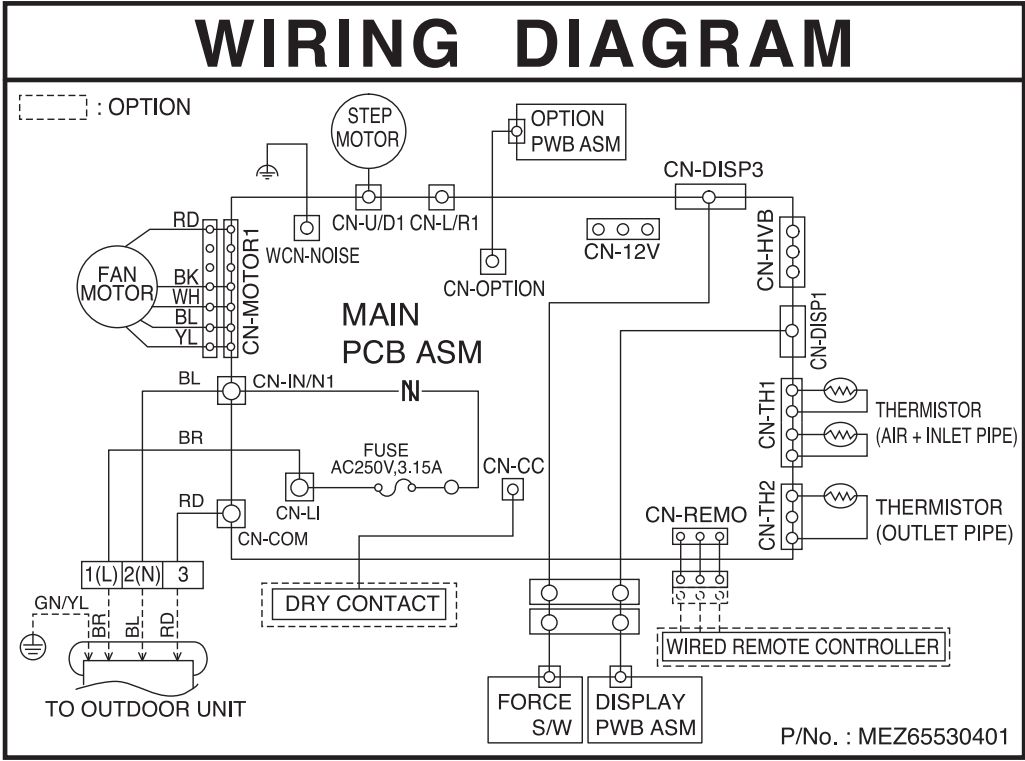 WIRING DIAGRAM
: OPTION
STEP
MOTOR
OPTION
PWB ASM
CN-DISP3
RD
BK
WH
BL
YL
FAN
MOTOR
CN-MOTOR1
WCN-NOISE
CN-U/D1
CN-L/R1
CN-OPTION
CN-12V
CN-HVB
CN-DISP1
MAIN
PCB ASM
BL
CN-IN/N1
BR
FUSE
AC250V,3.15A
CN-CC
CN-LI
RD
CN-COM
CN-TH1
THERMISTOR
(AIR + INLET PIPE)
CN-TH2
THERMISTOR
(OUTLET PIPE)
CN-REMO
1(L) 2(N) 3
GN/YL
BR
BL
RD
TO OUTDOOR UNIT
DRY CONTACT
WIRED REMOTE CONTROLLER
FORCE
S/W
DISPLAY
PWB ASM
P/No. : MEZ65530401